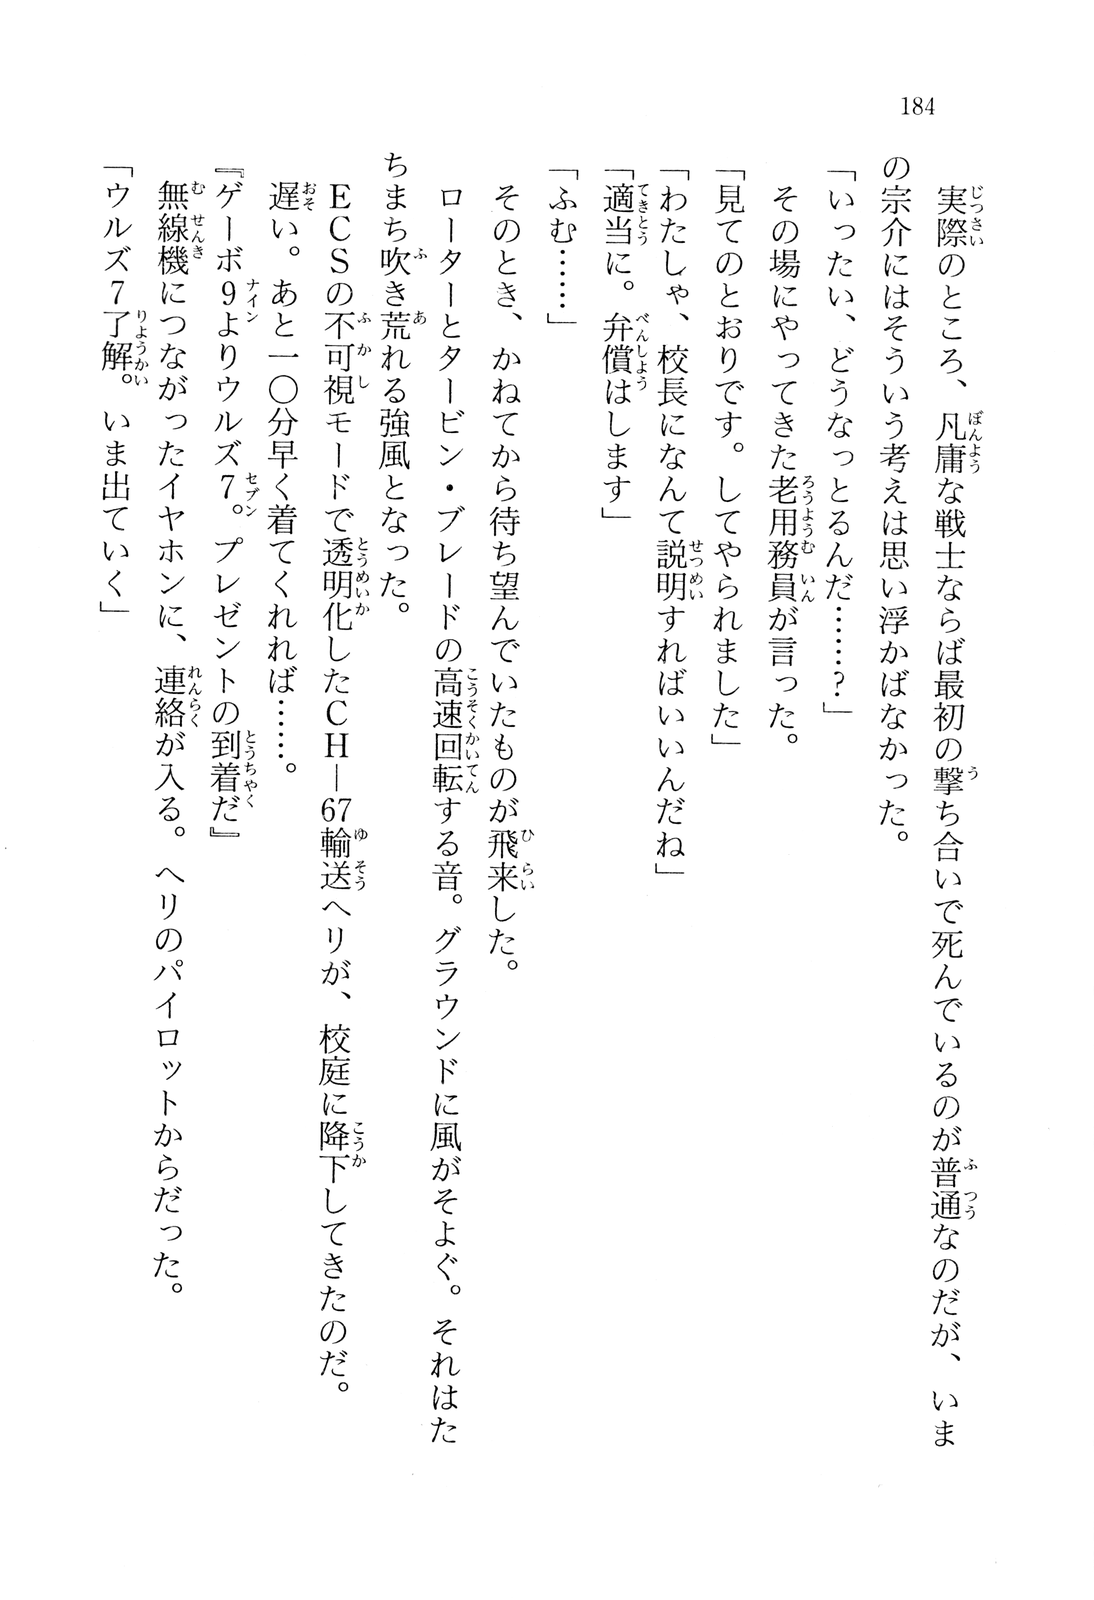 184
実際のところ、凡庸な戦士ならば最初の撃ち合いで死んでいるのが普通なのだが、いま
の宗介にはそういう考えは思い浮かばなかった。
「いったい、どうなっとるんだ……?」
その場にやってきた老用務員が言った。
「見てのとおりです。してやられました」
「わたしゃ、校長になんて説明すればいいんだね」
「適当に。弁償はします」
「ふむ……」
そのとき、かねてから待ち望んでいたものが飛来した。
ローターとタービン・ブレードの高速回転する音。グラウンドに風がそよぐ。それはた
ちまち吹き荒れる強風となった。
ECSの不可視モードで透明化したCH―67輸送ヘリが、校庭に降下してきたのだ。
遅い。あと一〇分早く着てくれれば……。
『ゲーボ9よりウルズ7。プレゼントの到着だ』
無線機につながったイヤホンに、連絡が入る。ヘリのパイロットからだった。
「ウルズ7了解。いま出ていく」